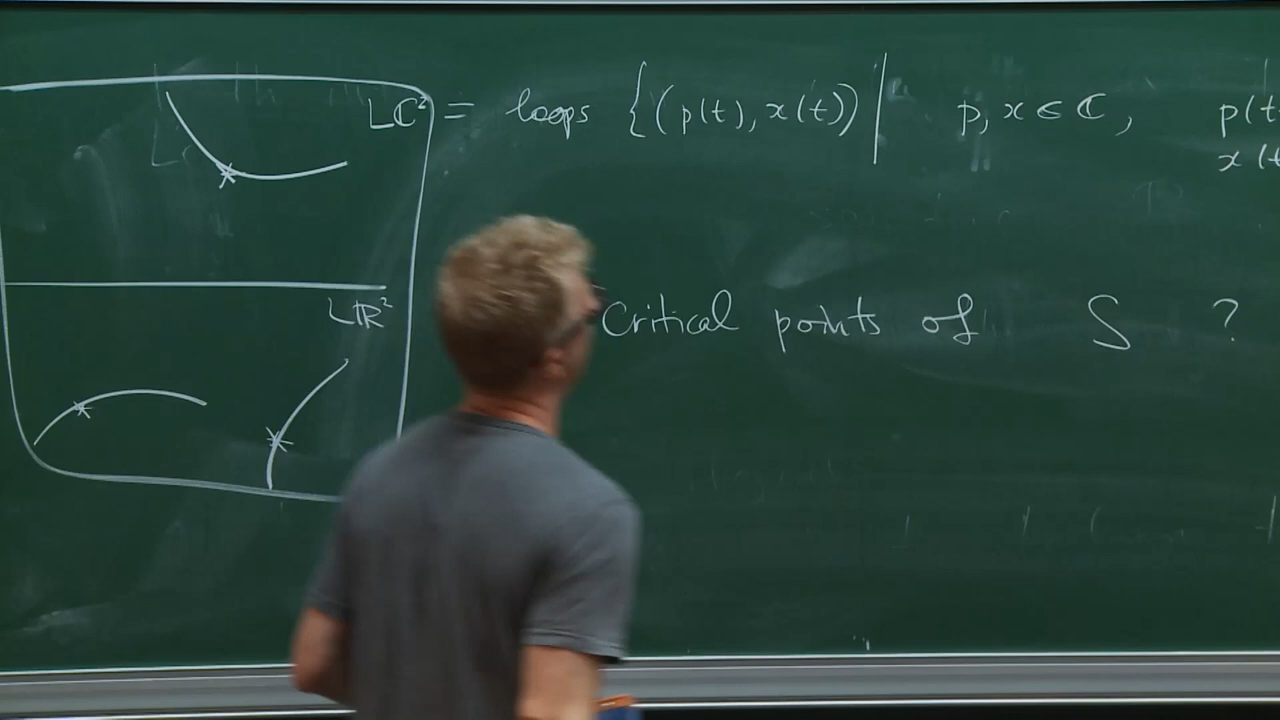 Lℂ² = loops {(p(t), x(t)) | p, x ∈ ℂ, p(t
x(t
Lℝ²
Critical points of S ?